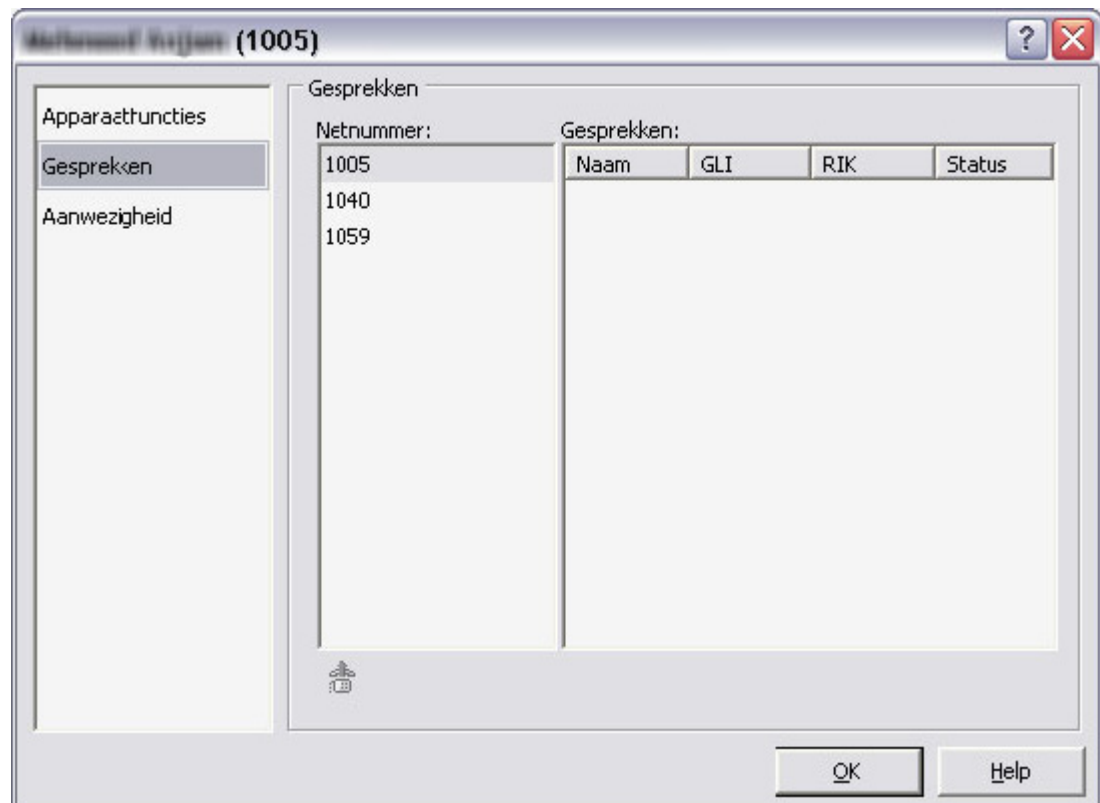 (1005)
Apparaatfuncties
Gesprekken
Aanwezigheid
Gesprekken
Netnummer:
1005
1040
1059
Gesprekken:
Naam GLI RIK Status
OK
Help